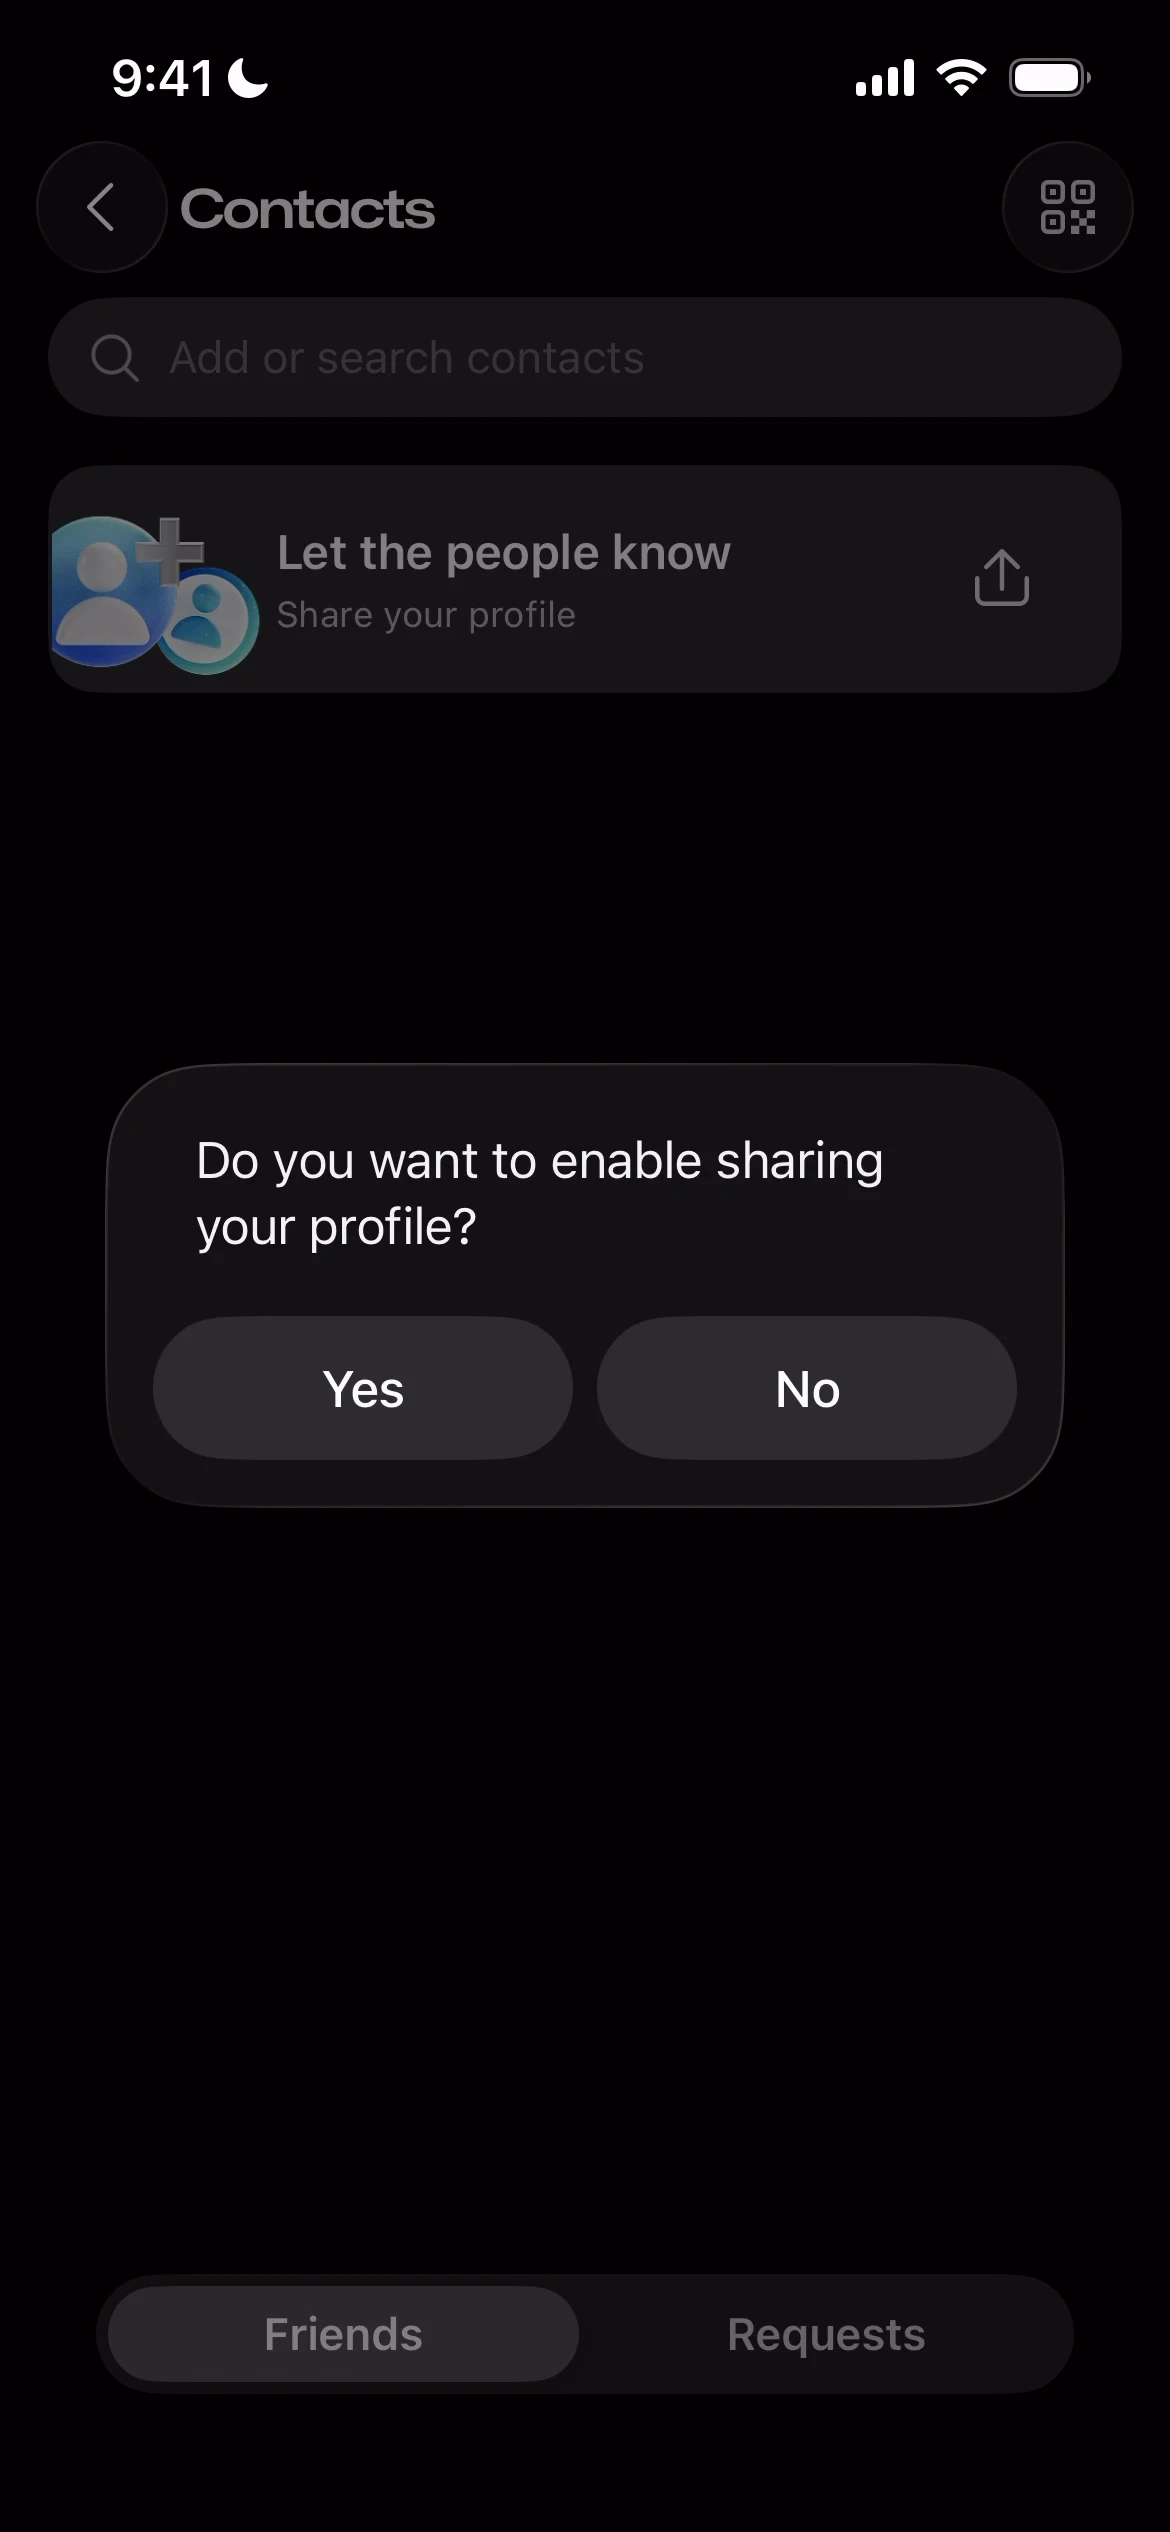 9:41
Contacts
Add or search contacts
Let the people know
Share your profile
Do you want to enable sharing
your profile?
Yes
No
Friends
Requests